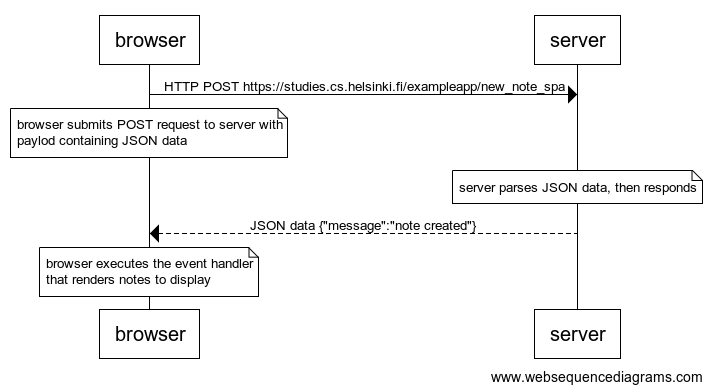 browser
server
HTTP POST https://studies.cs.helsinki.fi/exampleapp/new_note_spa
browser submits POST request to server with
paylod containing JSON data
server parses JSON data, then responds
JSON data {"message":"note created"}
browser executes the event handler
that renders notes to display
browser
server
www.websequencediagrams.com